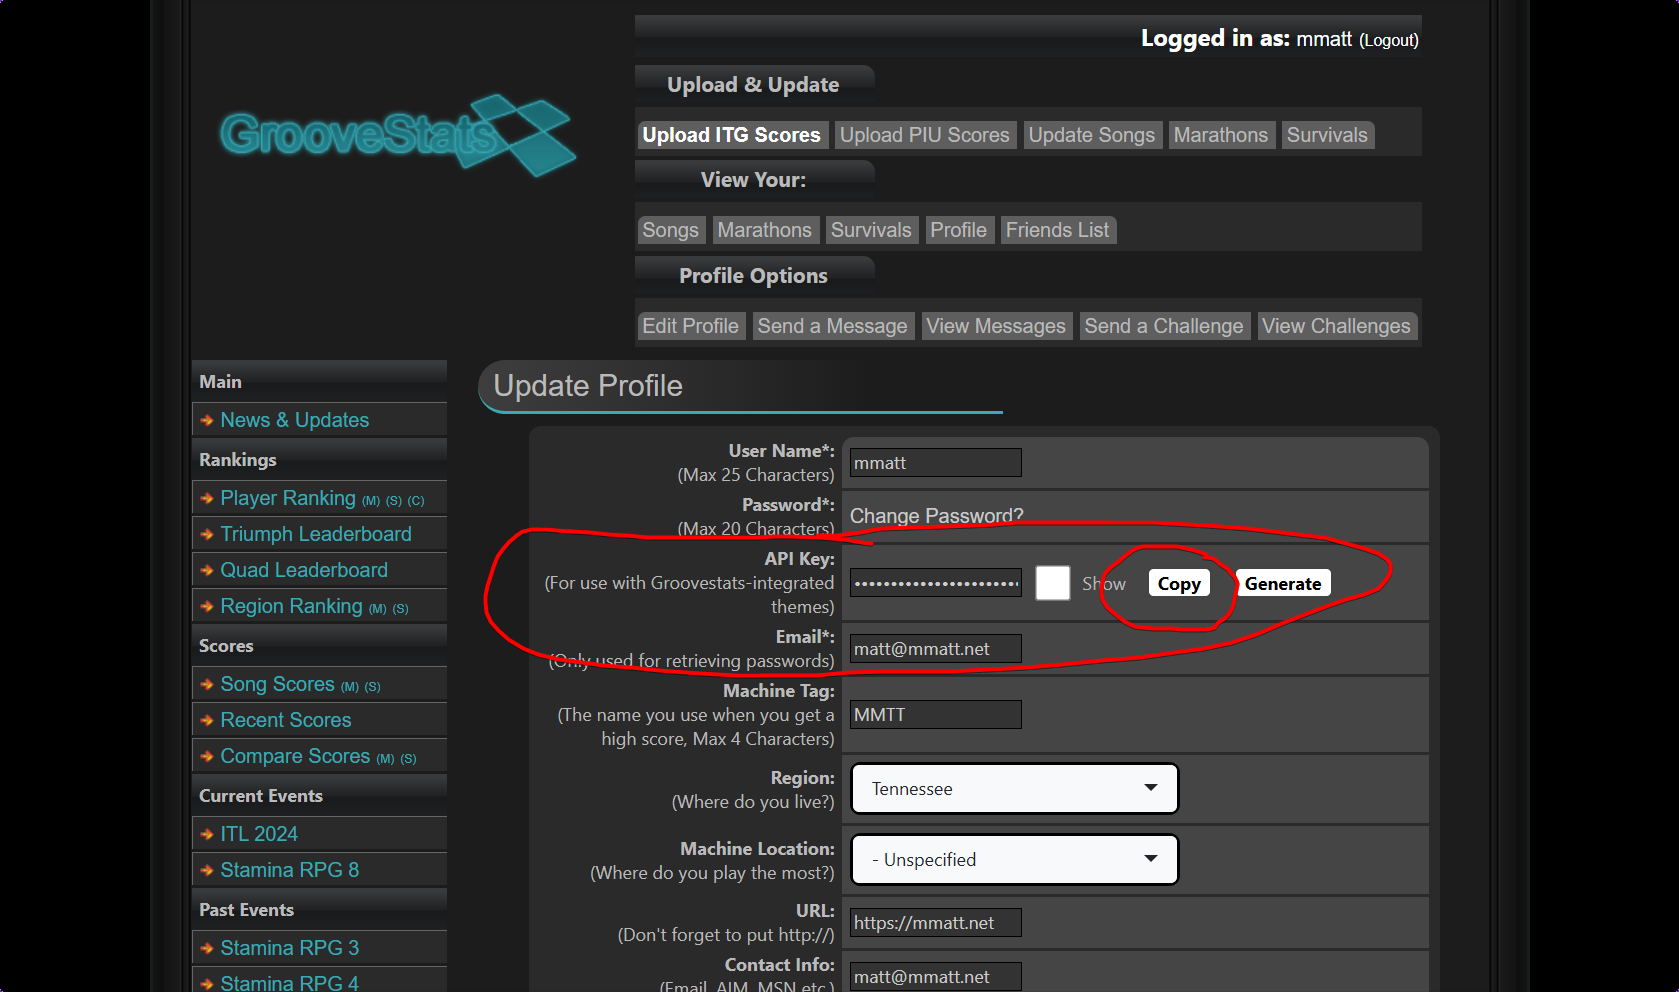 Logged in as: mmatt (Logout)
GrooveStats
Upload & Update
Upload ITG Scores Upload PIU Scores Update Songs Marathons Survivals
View Your:
Songs Marathons Survivals Profile Friends List
Profile Options
Edit Profile Send a Message View Messages Send a Challenge View Challenges
Main
News & Updates
Rankings
Player Ranking (M) (S) (C)
Triumph Leaderboard
Quad Leaderboard
Region Ranking (M) (S)
Scores
Song Scores (M) (S)
Recent Scores
Compare Scores (M) (S)
Current Events
ITL 2024
Stamina RPG 8
Past Events
Stamina RPG 3
Stamina RPG 4
Update Profile
User Name*: mmatt
(Max 25 Characters)
Password*: Change Password?
(Max 20 Characters)
API Key:
(For use with Groovestats-integrated Show Copy Generate
themes)
Email*: matt@mmatt.net
(Only used for retrieving passwords)
Machine Tag:
(The name you use when you get a MMTT
high score, Max 4 Characters)
Region: Tennessee
(Where do you live?)
Machine Location: - Unspecified
(Where do you play the most?)
URL: https://mmatt.net
(Don't forget to put http://)
Contact Info: matt@mmatt.net
(Email, AIM, MSN etc.)